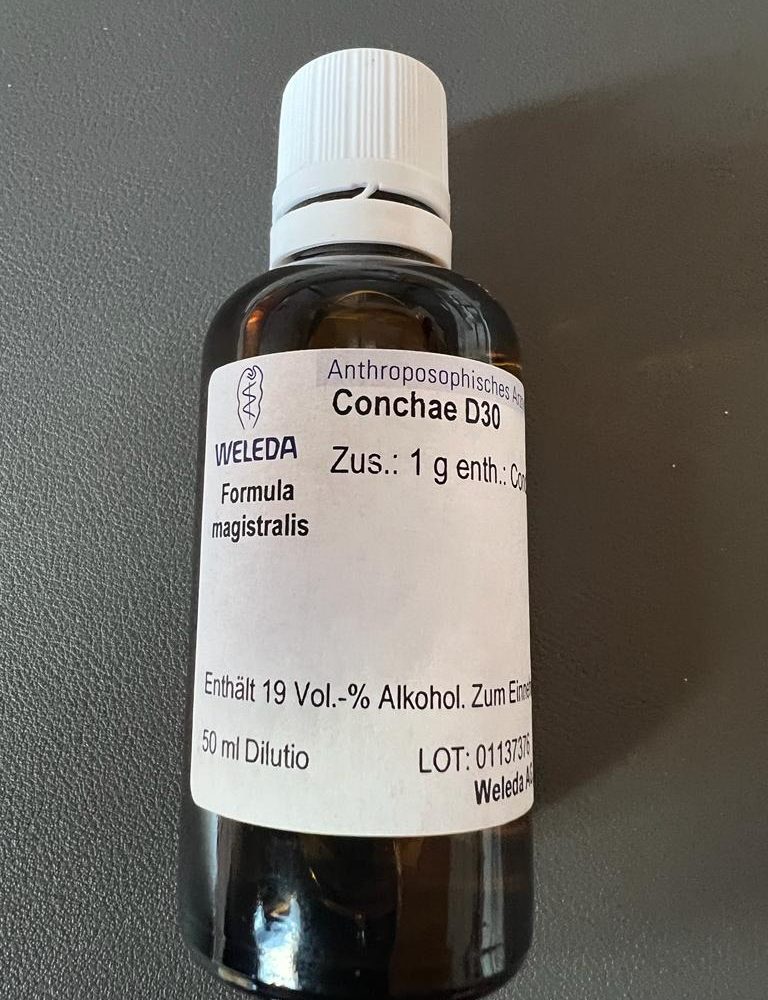 Anthroposophisches
Conchae D30
WELEDA
Zus.: 1 g enth.:
Formula
magistralis
Enthält 19 Vol.-% Alkohol. Zum
50 ml Dilutio
LOT: 01137376
Weleda